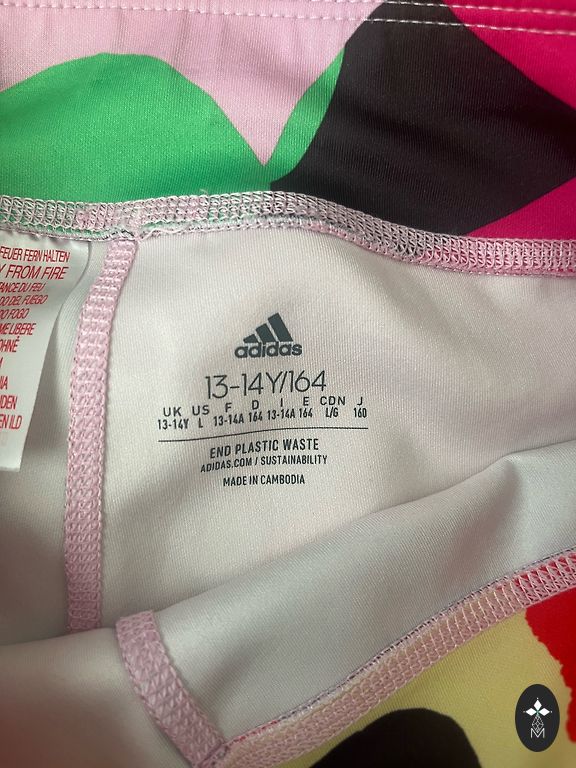 FEUER FERN HALTEN
FROM FIRE
adidas
13-14Y/164
UK US F D I E CDN J
13-14Y L 13-14A 164 13-14A 164 L/G 160
END PLASTIC WASTE
ADIDAS.COM / SUSTAINABILITY
MADE IN CAMBODIA
M